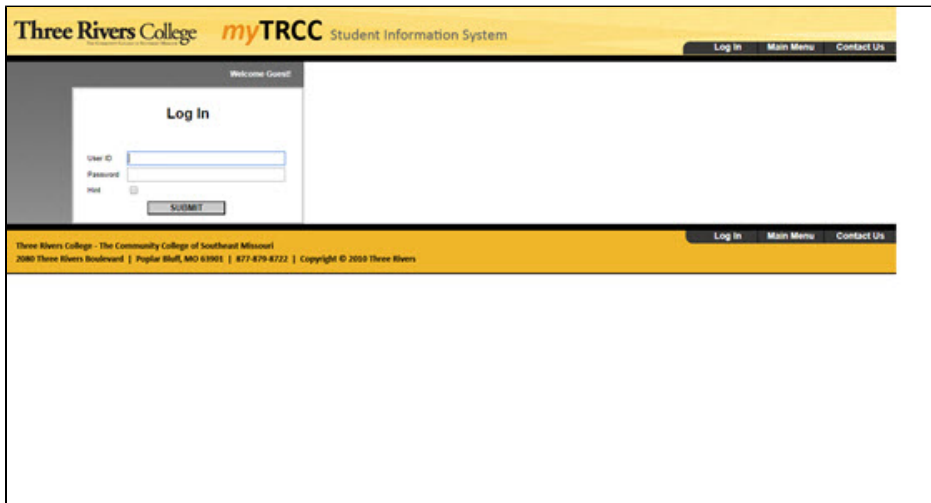 Three Rivers College myTRCC Student Information System
Log In Main Menu Contact Us
Welcome Guest!
Log In
User ID
Password
Hint
SUBMIT
Log In Main Menu Contact Us
Three Rivers College - The Community College of Southeast Missouri
2080 Three Rivers Boulevard | Poplar Bluff, MO 63901 | 877-879-8722 | Copyright © 2010 Three Rivers